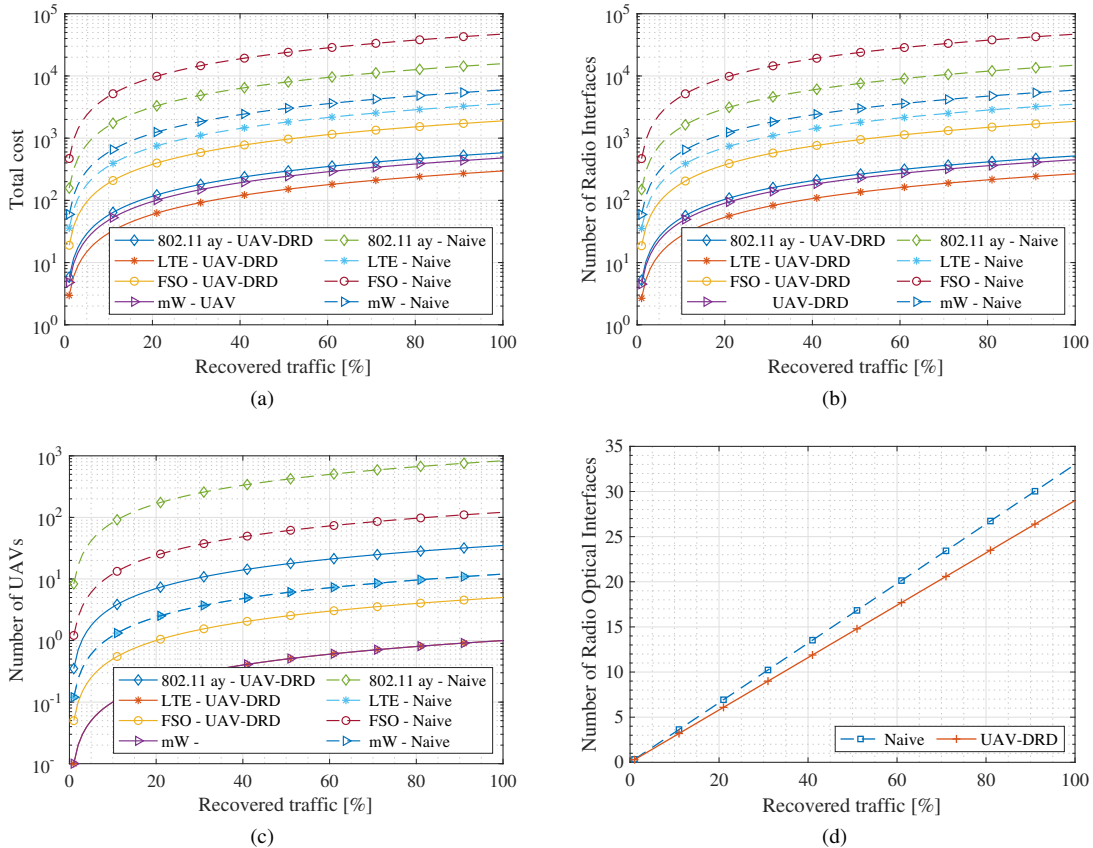 10^5
10^4
10^3
10^2
10^1
10^0
Total cost
802.11 ay - UAV-DRD
LTE - UAV-DRD
FSO - UAV-DRD
mW - UAV
802.11 ay - Naive
LTE - Naive
FSO - Naive
mW - Naive
0 20 40 60 80 100
Recovered traffic [%]
(a)
10^5
10^4
10^3
10^2
10^1
10^0
Number of Radio Interfaces
802.11 ay - UAV-DRD
LTE - UAV-DRD
FSO - UAV-DRD
UAV-DRD
802.11 ay - Naive
LTE - Naive
FSO - Naive
mW - Naive
0 20 40 60 80 100
Recovered traffic [%]
(b)
10^3
10^2
10^1
10^0
10^-1
10^-
Number of UAVs
802.11 ay - UAV-DRD
LTE - UAV-DRD
FSO - UAV-DRD
mW -
802.11 ay - Naive
LTE - Naive
FSO - Naive
mW - Naive
0 20 40 60 80 100
Recovered traffic [%]
(c)
35
30
25
20
15
10
5
0
Number of Radio Optical Interfaces
Naive UAV-DRD
0 20 40 60 80 100
Recovered traffic [%]
(d)